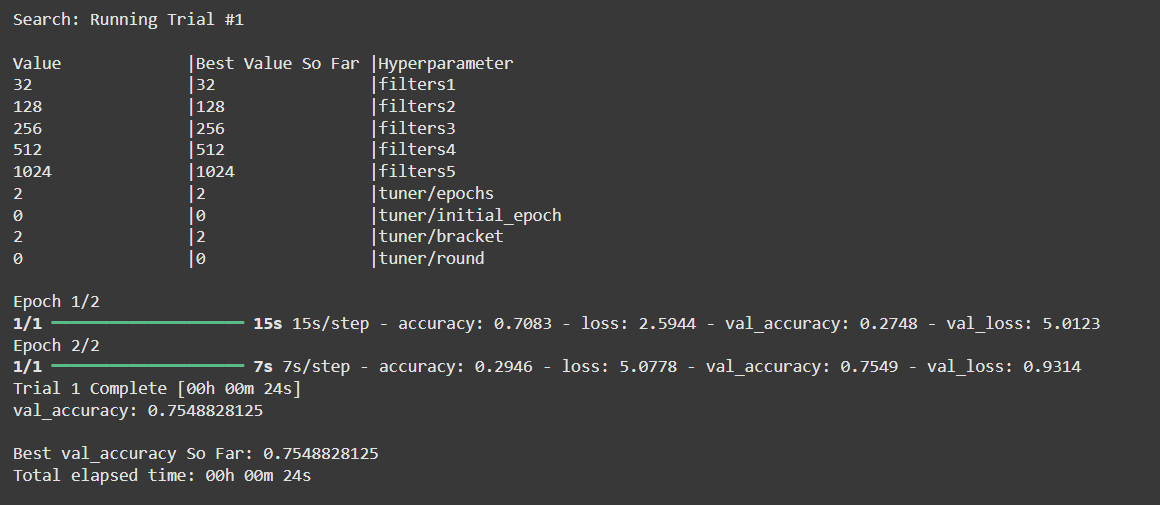 Search: Running Trial #1
Value |Best Value So Far |Hyperparameter
32 |32 |filters1
128 |128 |filters2
256 |256 |filters3
512 |512 |filters4
1024 |1024 |filters5
2 |2 |tuner/epochs
0 |0 |tuner/initial_epoch
2 |2 |tuner/bracket
0 |0 |tuner/round
Epoch 1/2
1/1 ━━━━━━━━━━━━━━━━━━━━ 15s 15s/step - accuracy: 0.7083 - loss: 2.5944 - val_accuracy: 0.2748 - val_loss: 5.0123
Epoch 2/2
1/1 ━━━━━━━━━━━━━━━━━━━━ 7s 7s/step - accuracy: 0.2946 - loss: 5.0778 - val_accuracy: 0.7549 - val_loss: 0.9314
Trial 1 Complete [00h 00m 24s]
val_accuracy: 0.7548828125
Best val_accuracy So Far: 0.7548828125
Total elapsed time: 00h 00m 24s